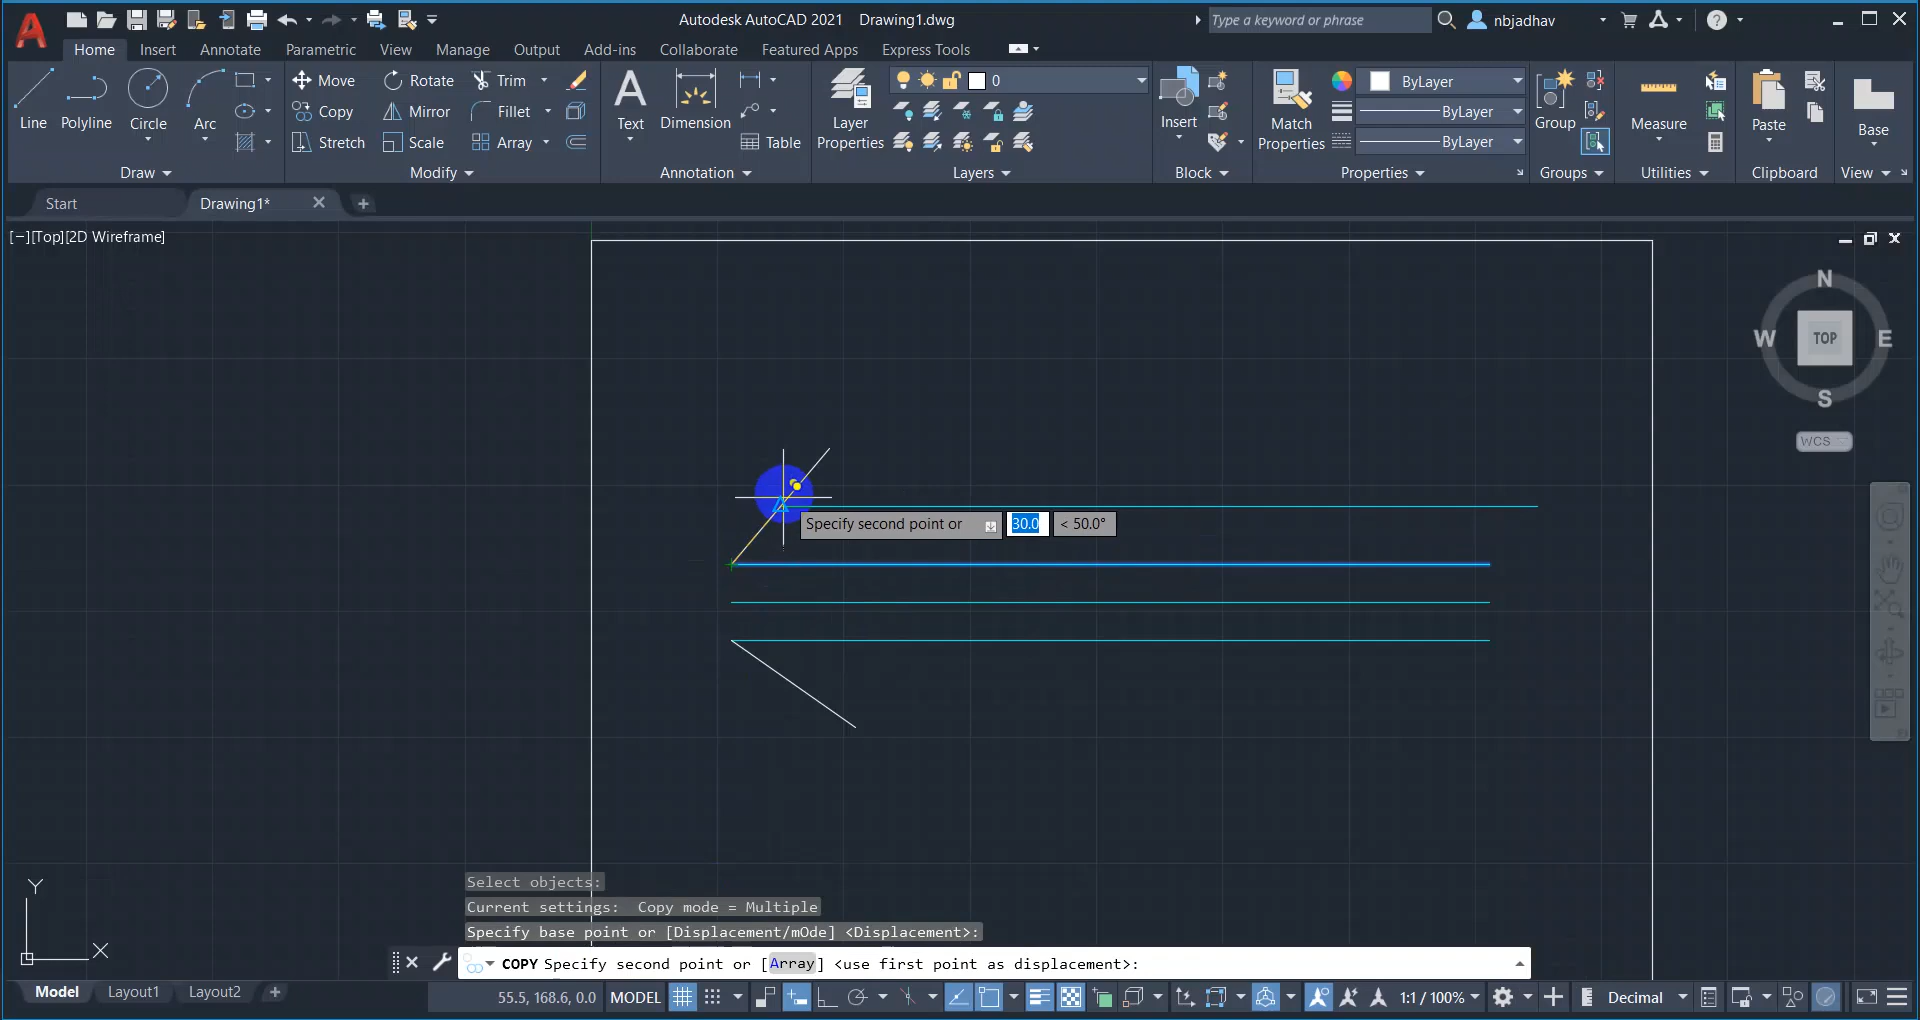 Autodesk AutoCAD 2021 Drawing1.dwg
Type a keyword or phrase
nbjadhav
Home Insert Annotate Parametric View Manage Output Add-ins Collaborate Featured Apps Express Tools
Line
Polyline
Circle
Arc
Draw
Move Rotate Trim
Copy Mirror Fillet
Stretch Scale Array
Modify
Text
Dimension
Table
Annotation
Layer
Properties
0
Layers
Insert
Block
Match
Properties
ByLayer
ByLayer
ByLayer
Properties
Group
Groups
Measure
Utilities
Paste
Clipboard
Base
View
Start Drawing1*
[−][Top][2D Wireframe]
N
W TOP E
S
WCS
Specify second point or 30.0 < 50.0°
Y
X
Select objects:
Current settings: Copy mode = Multiple
Specify base point or [Displacement/mOde] <Displacement>:
COPY Specify second point or [Array] <use first point as displacement>:
Model Layout1 Layout2
55.5, 168.6, 0.0 MODEL 1:1 / 100% Decimal